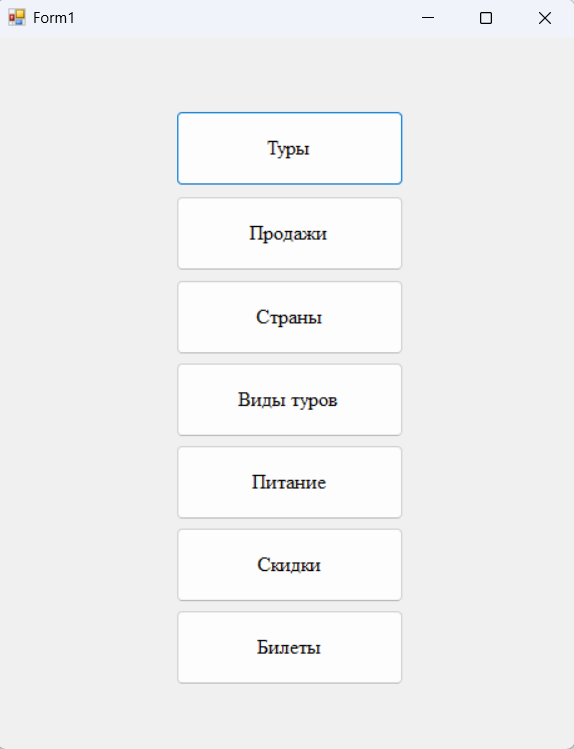 Form1
Туры
Продажи
Страны
Виды туров
Питание
Скидки
Билеты